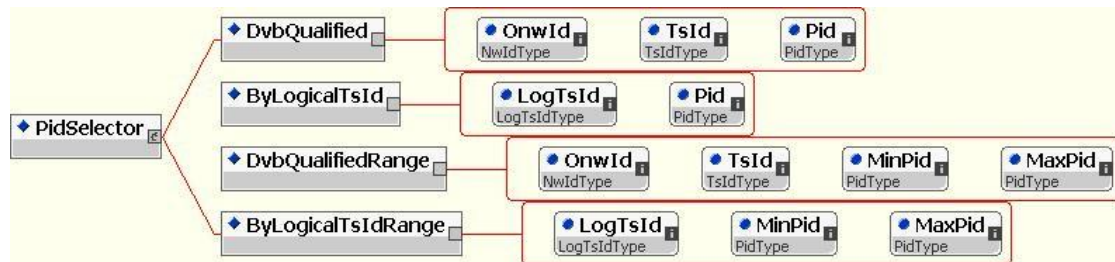 DvbQualified OnwId TsId Pid
NwIdType TsIdType PidType
ByLogicalTsId LogTsId Pid
LogTsIdType PidType
PidSelector
DvbQualifiedRange OnwId TsId MinPid MaxPid
NwIdType TsIdType PidType PidType
ByLogicalTsIdRange LogTsId MinPid MaxPid
LogTsIdType PidType PidType